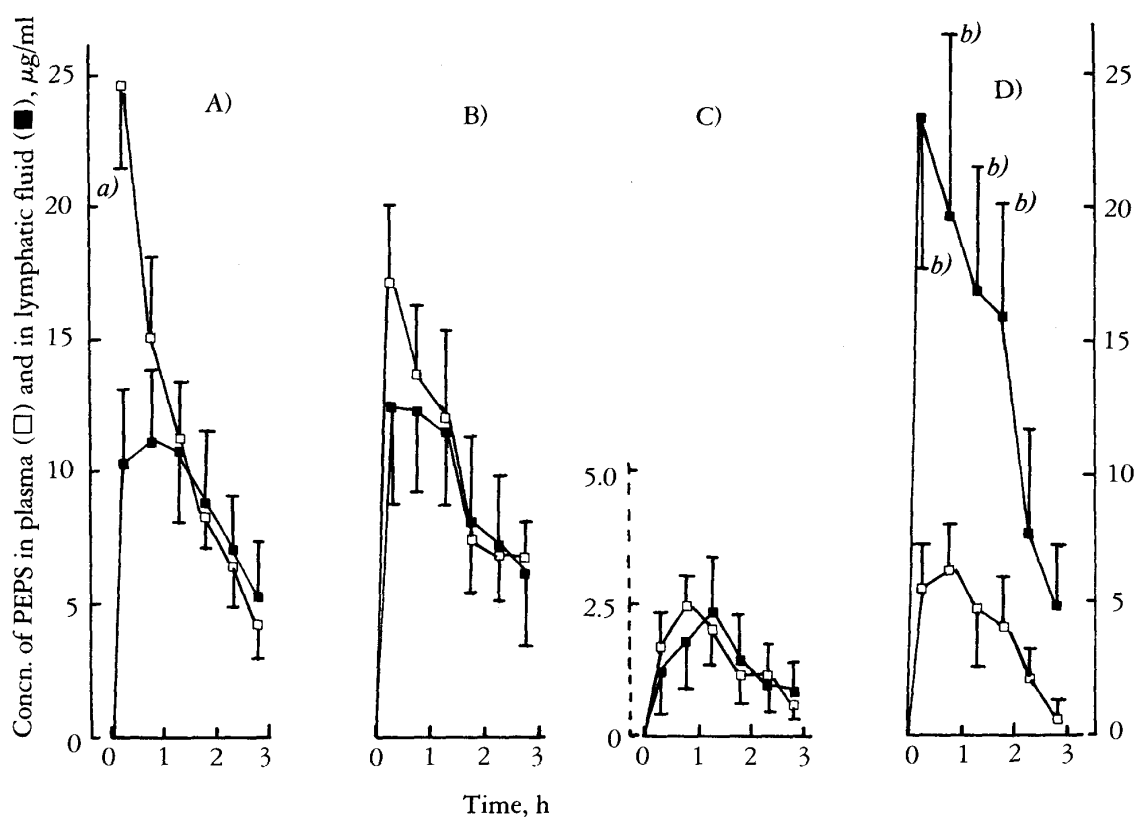 Concn. of PEPS in plasma (□) and in lymphatic fluid (■), μg/ml
25
20
15
10
5
0
a)
A)
0 1 2 3
B)
0 1 2 3
C)
5.0
2.5
0
0 1 2 3
D)
b)
b)
b)
b)
25
20
15
10
5
0
0 1 2 3
Time, h